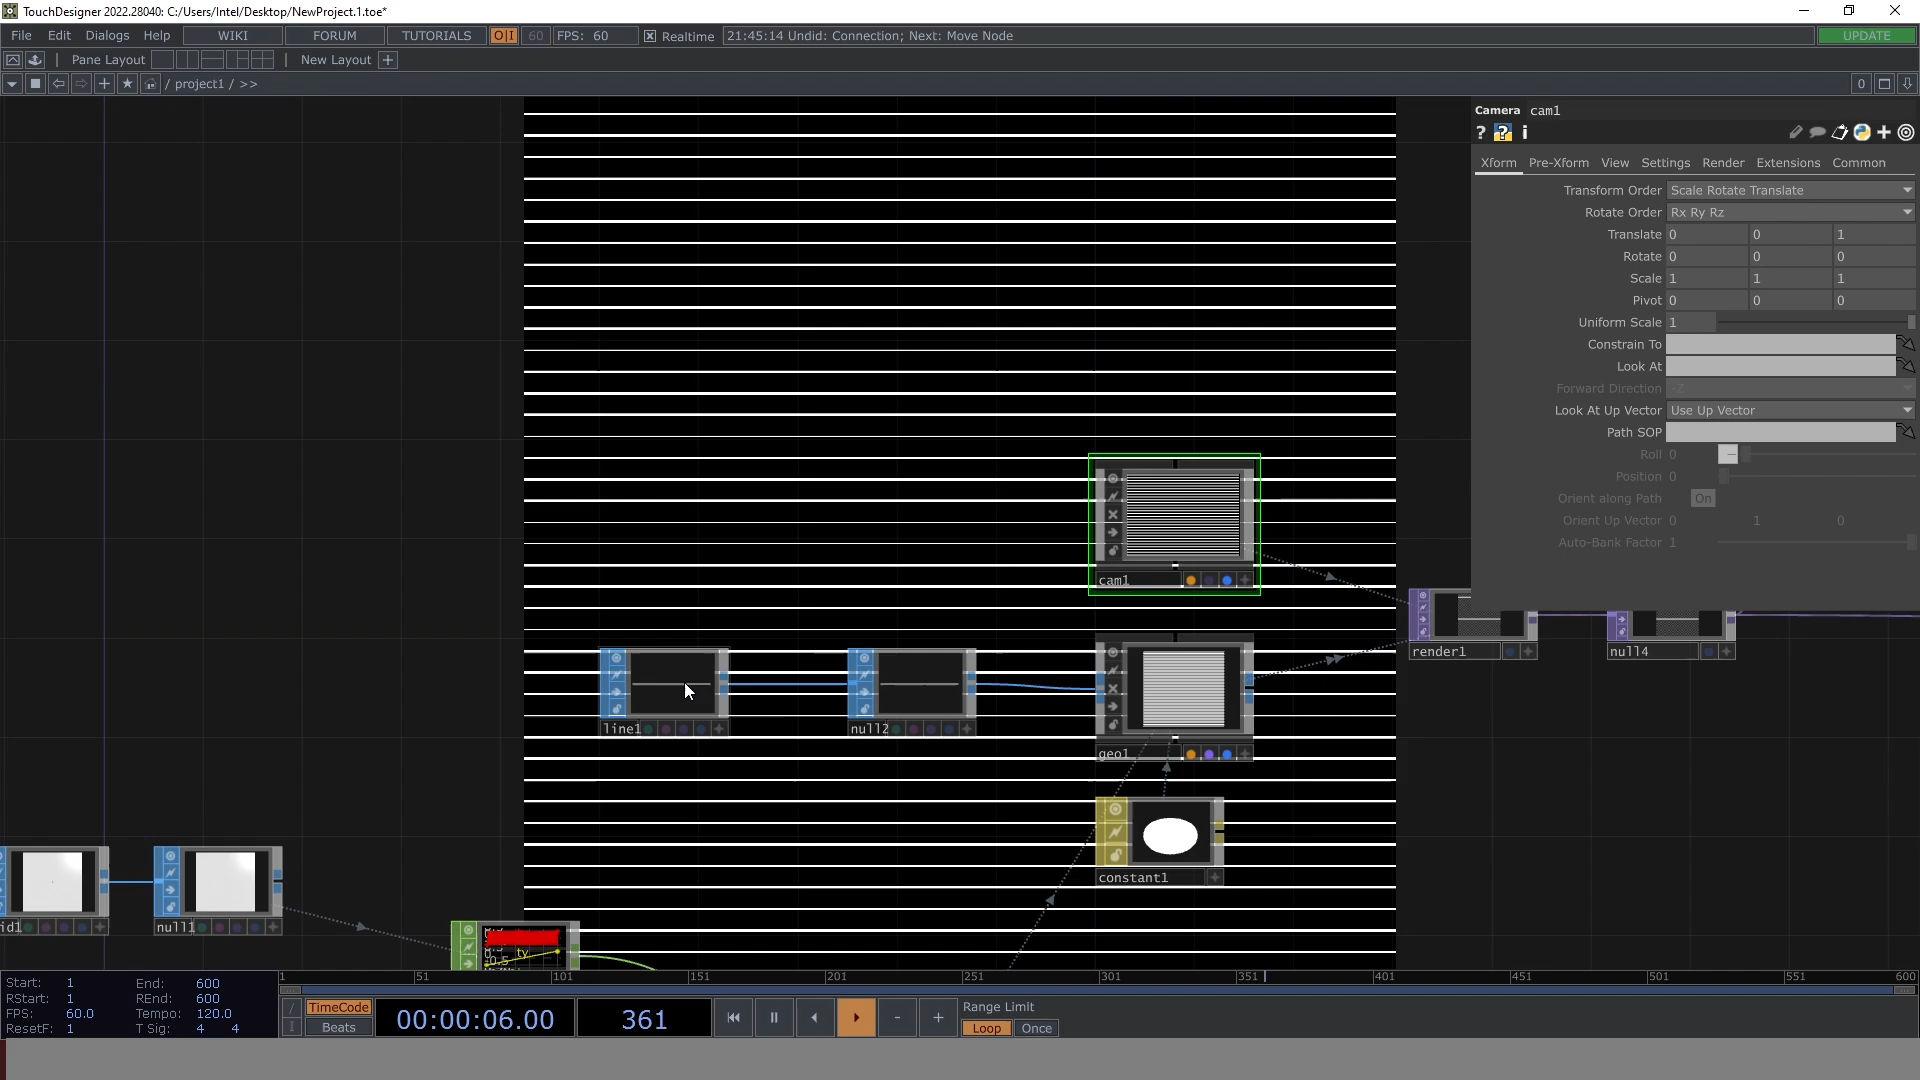 TouchDesigner 2022.28040: C:/Users/Intel/Desktop/NewProject.1.toe*
File Edit Dialogs Help WIKI FORUM TUTORIALS O|I 60 FPS: 60 Realtime 21:45:14 Undid: Connection; Next: Move Node UPDATE
Pane Layout New Layout +
/ project1 / >> 0
Camera cam1
? ? i
Xform Pre-Xform View Settings Render Extensions Common
Transform Order Scale Rotate Translate
Rotate Order Rx Ry Rz
Translate 0 0 1
Rotate 0 0 0
Scale 1 1 1
Pivot 0 0 0
Uniform Scale 1
Constrain To
Look At
Forward Direction -Z
Look At Up Vector Use Up Vector
Path SOP
Roll 0
Position 0
Orient along Path On
Orient Up Vector 0 1 0
Auto-Bank Factor 1
cam1
render1
null4
line1
null2
geo1
constant1
id1
null1
ty
Start: 1 End: 600
RStart: 1 REnd: 600
FPS: 60.0 Tempo: 120.0
ResetF: 1 T Sig: 4 4
1 51 101 151 201 251 301 351 401 451 501 551 600
TimeCode
Beats
00:00:06.00
361
- +
Range Limit
Loop Once